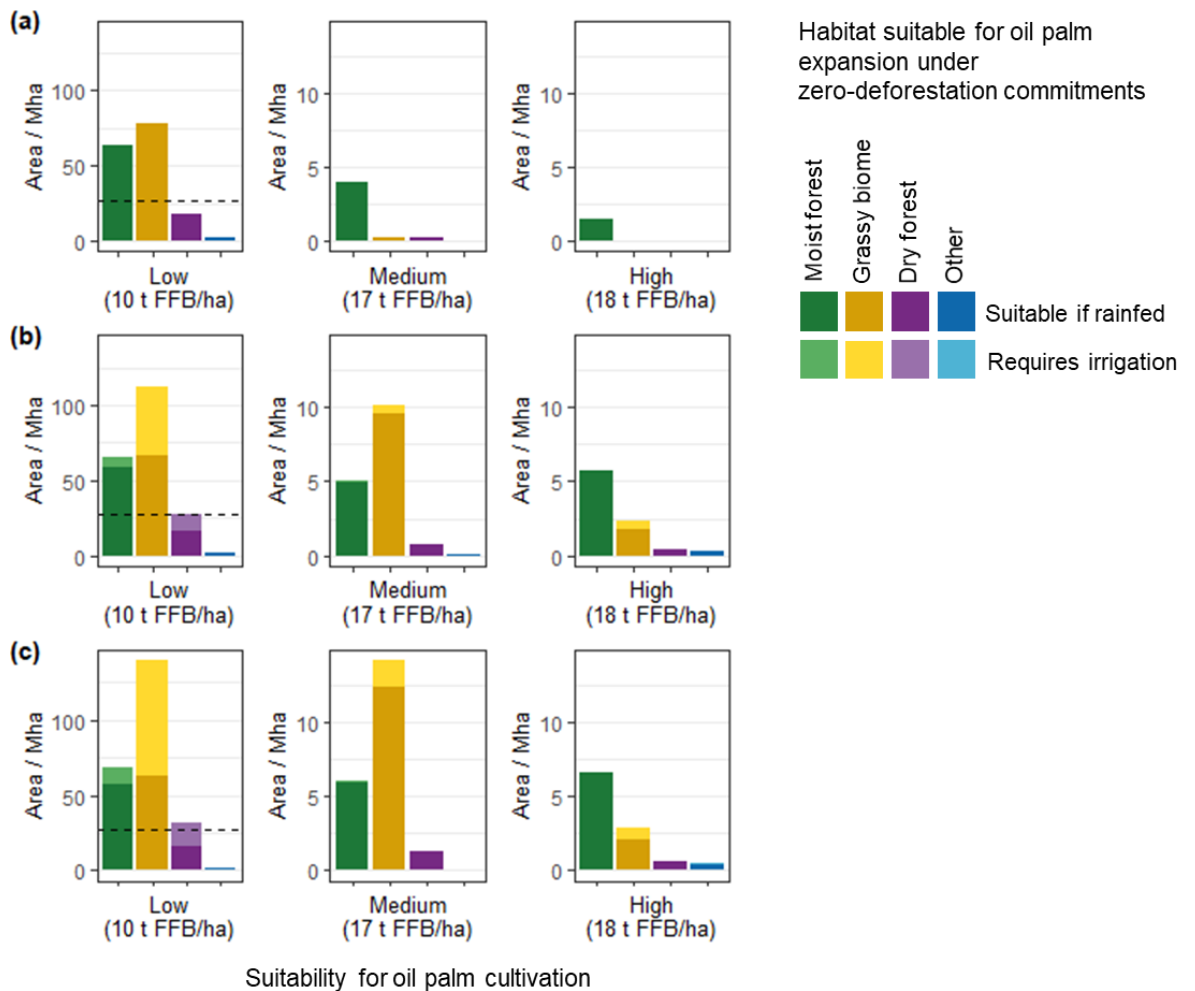 (a)
Area / Mha
100
50
0
Low
(10 t FFB/ha)
Area / Mha
10
5
0
Medium
(17 t FFB/ha)
Area / Mha
10
5
0
High
(18 t FFB/ha)
Habitat suitable for oil palm
expansion under
zero-deforestation commitments
Moist forest
Grassy biome
Dry forest
Other
Suitable if rainfed
Requires irrigation
(b)
Area / Mha
100
50
0
Low
(10 t FFB/ha)
Area / Mha
10
5
0
Medium
(17 t FFB/ha)
Area / Mha
10
5
0
High
(18 t FFB/ha)
(c)
Area / Mha
100
50
0
Low
(10 t FFB/ha)
Area / Mha
10
5
0
Medium
(17 t FFB/ha)
Area / Mha
10
5
0
High
(18 t FFB/ha)
Suitability for oil palm cultivation